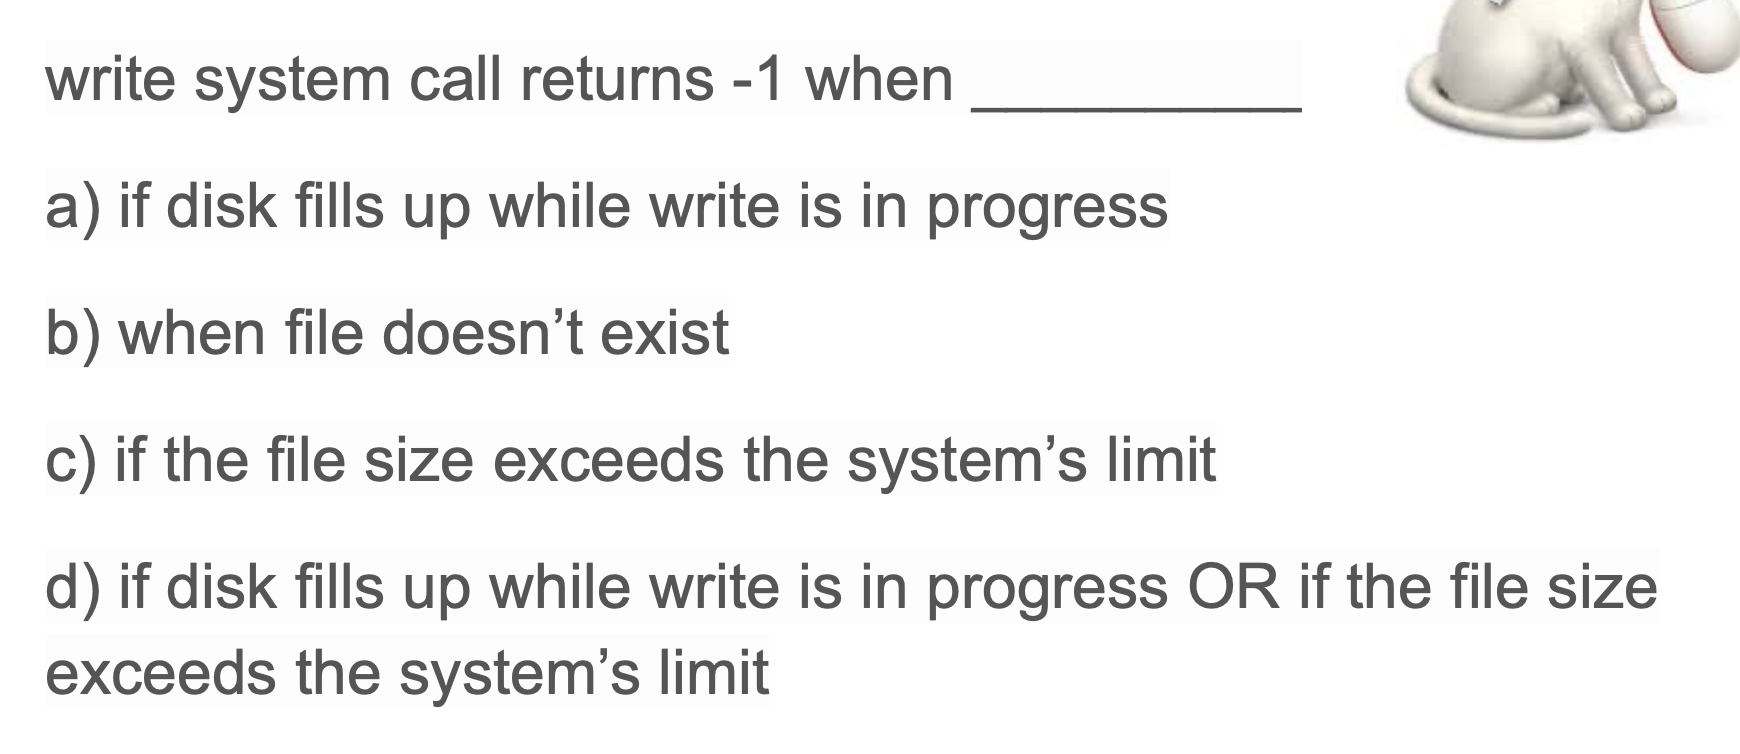 write system call returns -1 when __________
a) if disk fills up while write is in progress
b) when file doesn’t exist
c) if the file size exceeds the system’s limit
d) if disk fills up while write is in progress OR if the file size
exceeds the system’s limit